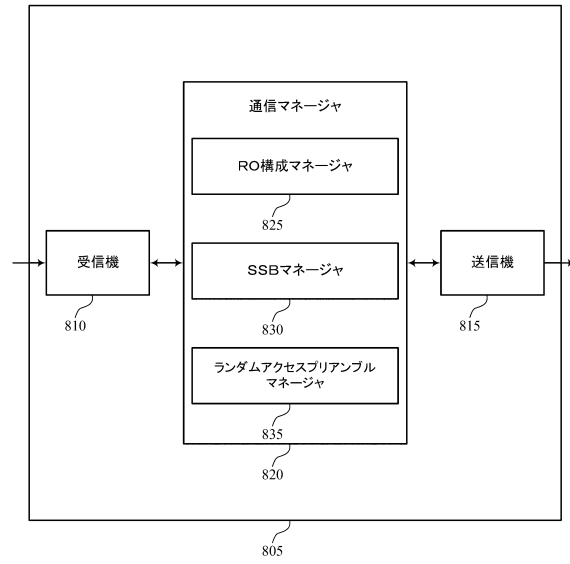 通信マネージャ
RO構成マネージャ
825
受信機
810
SSBマネージャ
830
送信機
815
ランダムアクセスプリアンブル
マネージャ
835
820
805